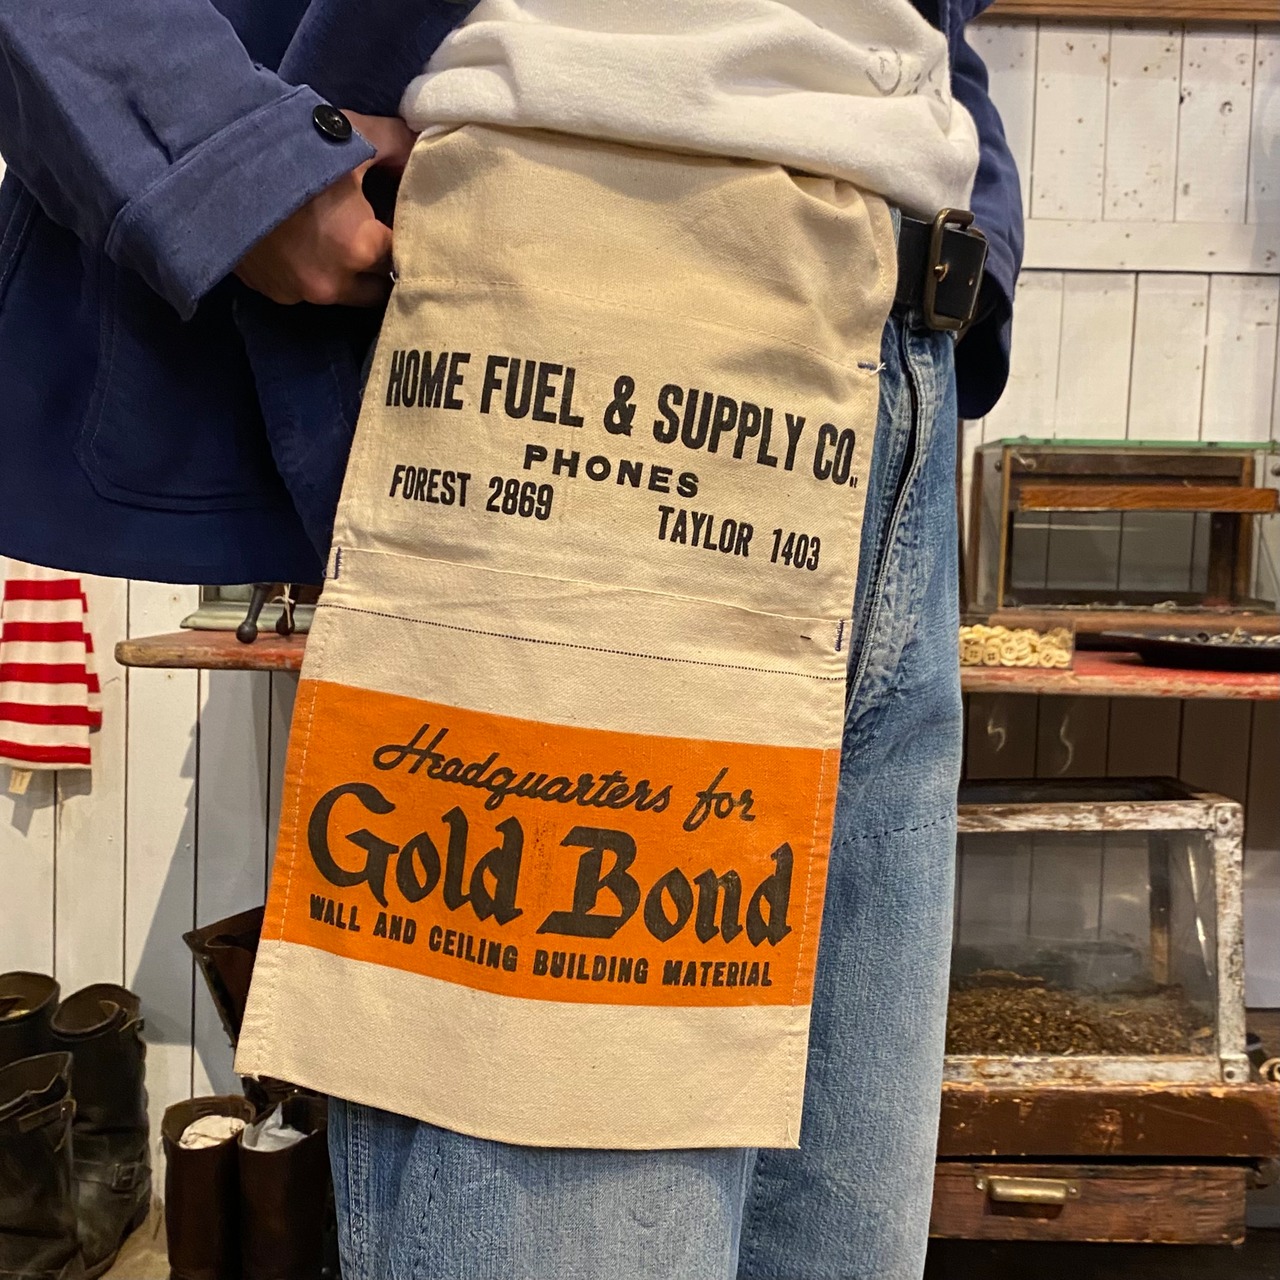 HOME FUEL & SUPPLY CO.
PHONES
FOREST 2869
TAYLOR 1403
Headquarters for
Gold Bond
WALL AND CEILING BUILDING MATERIAL